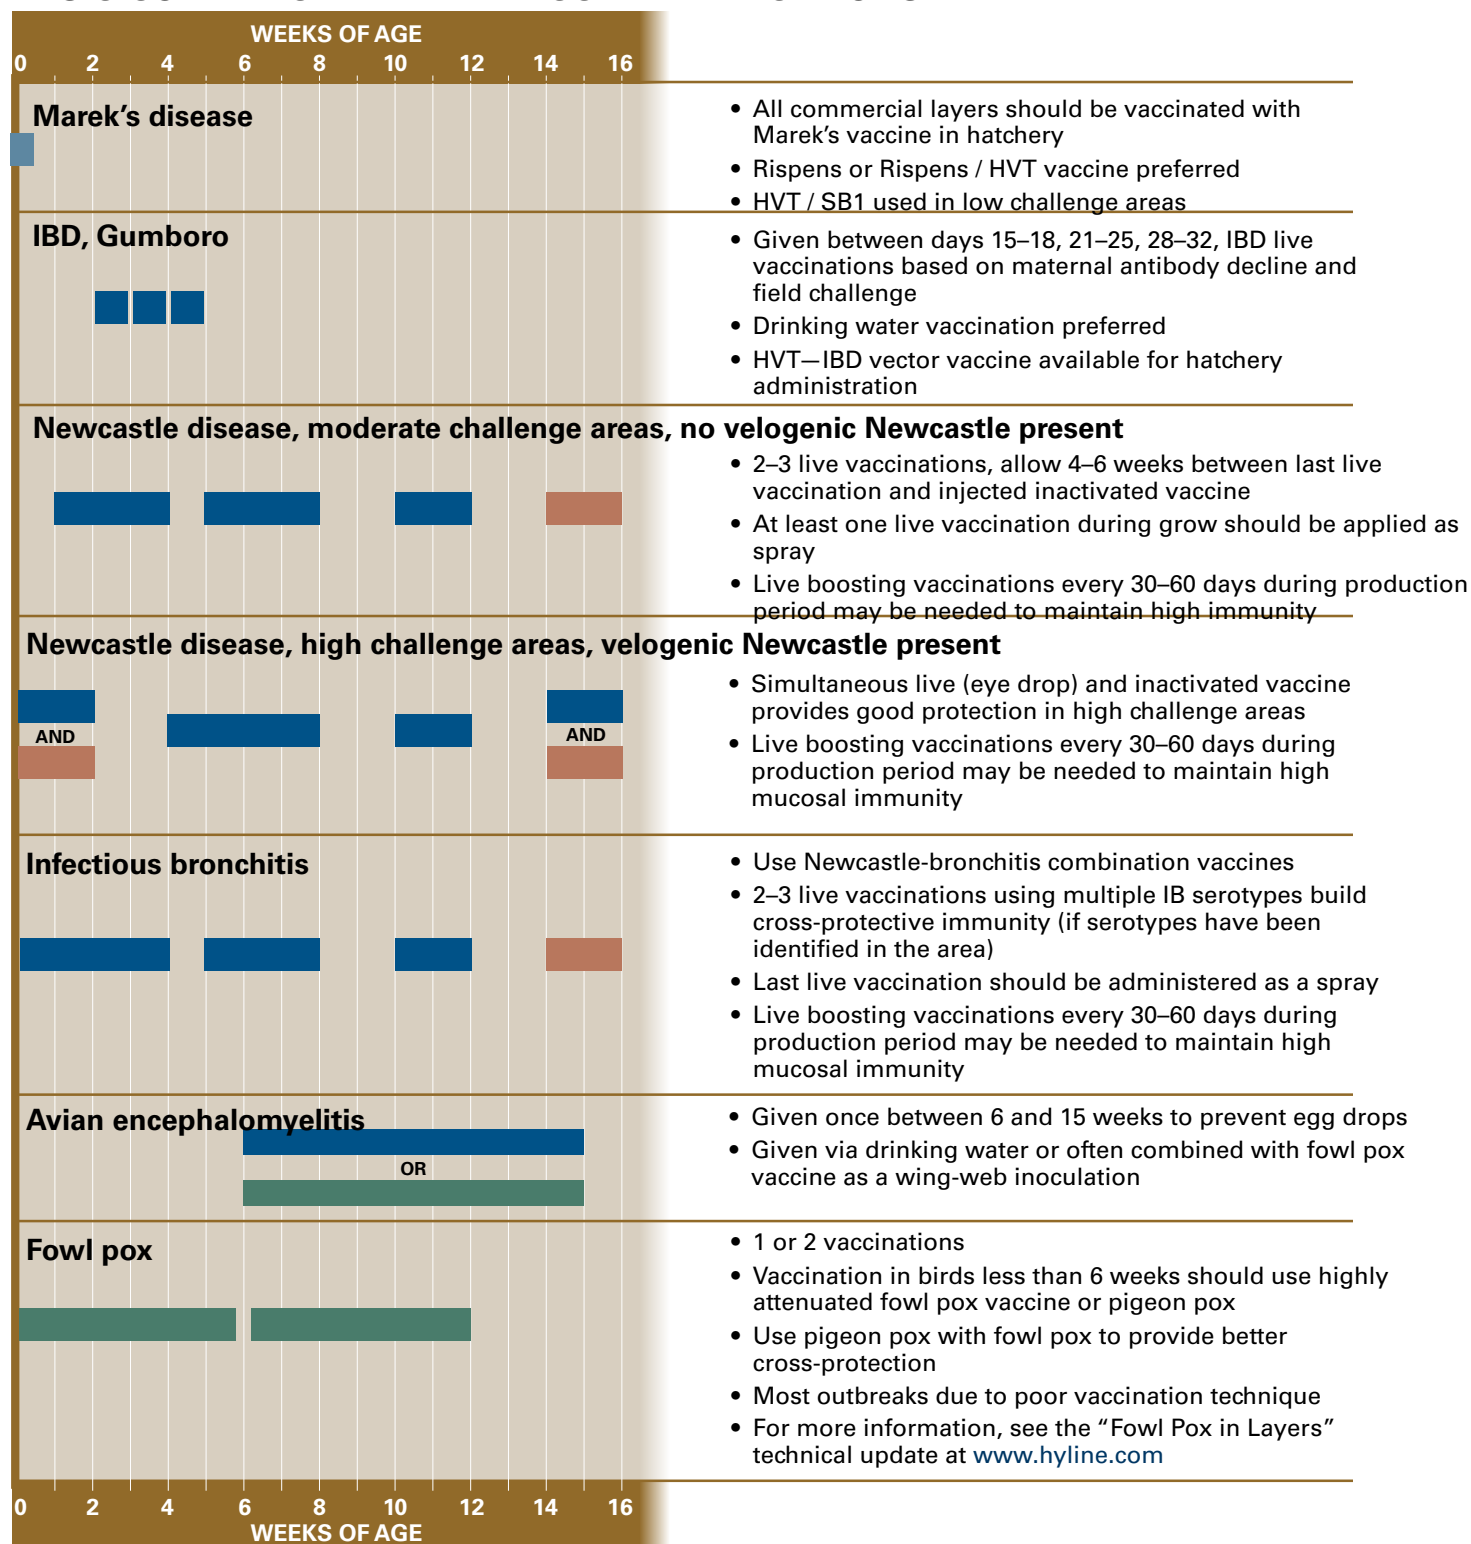 WEEKS OF AGE
0 2 4 6 8 10 12 14 16
Marek's disease
• All commercial layers should be vaccinated with
Marek's vaccine in hatchery
• Rispens or Rispens / HVT vaccine preferred
• HVT / SB1 used in low challenge areas
IBD, Gumboro
• Given between days 15–18, 21–25, 28–32, IBD live
vaccinations based on maternal antibody decline and
field challenge
• Drinking water vaccination preferred
• HVT—IBD vector vaccine available for hatchery
administration
Newcastle disease, moderate challenge areas, no velogenic Newcastle present
• 2–3 live vaccinations, allow 4–6 weeks between last live
vaccination and injected inactivated vaccine
• At least one live vaccination during grow should be applied as
spray
• Live boosting vaccinations every 30–60 days during production
period may be needed to maintain high immunity
Newcastle disease, high challenge areas, velogenic Newcastle present
AND
AND
• Simultaneous live (eye drop) and inactivated vaccine
provides good protection in high challenge areas
• Live boosting vaccinations every 30–60 days during
production period may be needed to maintain high
mucosal immunity
Infectious bronchitis
• Use Newcastle-bronchitis combination vaccines
• 2–3 live vaccinations using multiple IB serotypes build
cross-protective immunity (if serotypes have been
identified in the area)
• Last live vaccination should be administered as a spray
• Live boosting vaccinations every 30–60 days during
production period may be needed to maintain high
mucosal immunity
Avian encephalomyelitis
OR
• Given once between 6 and 15 weeks to prevent egg drops
• Given via drinking water or often combined with fowl pox
vaccine as a wing-web inoculation
Fowl pox
• 1 or 2 vaccinations
• Vaccination in birds less than 6 weeks should use highly
attenuated fowl pox vaccine or pigeon pox
• Use pigeon pox with fowl pox to provide better
cross-protection
• Most outbreaks due to poor vaccination technique
• For more information, see the "Fowl Pox in Layers"
technical update at www.hyline.com
0 2 4 6 8 10 12 14 16
WEEKS OF AGE